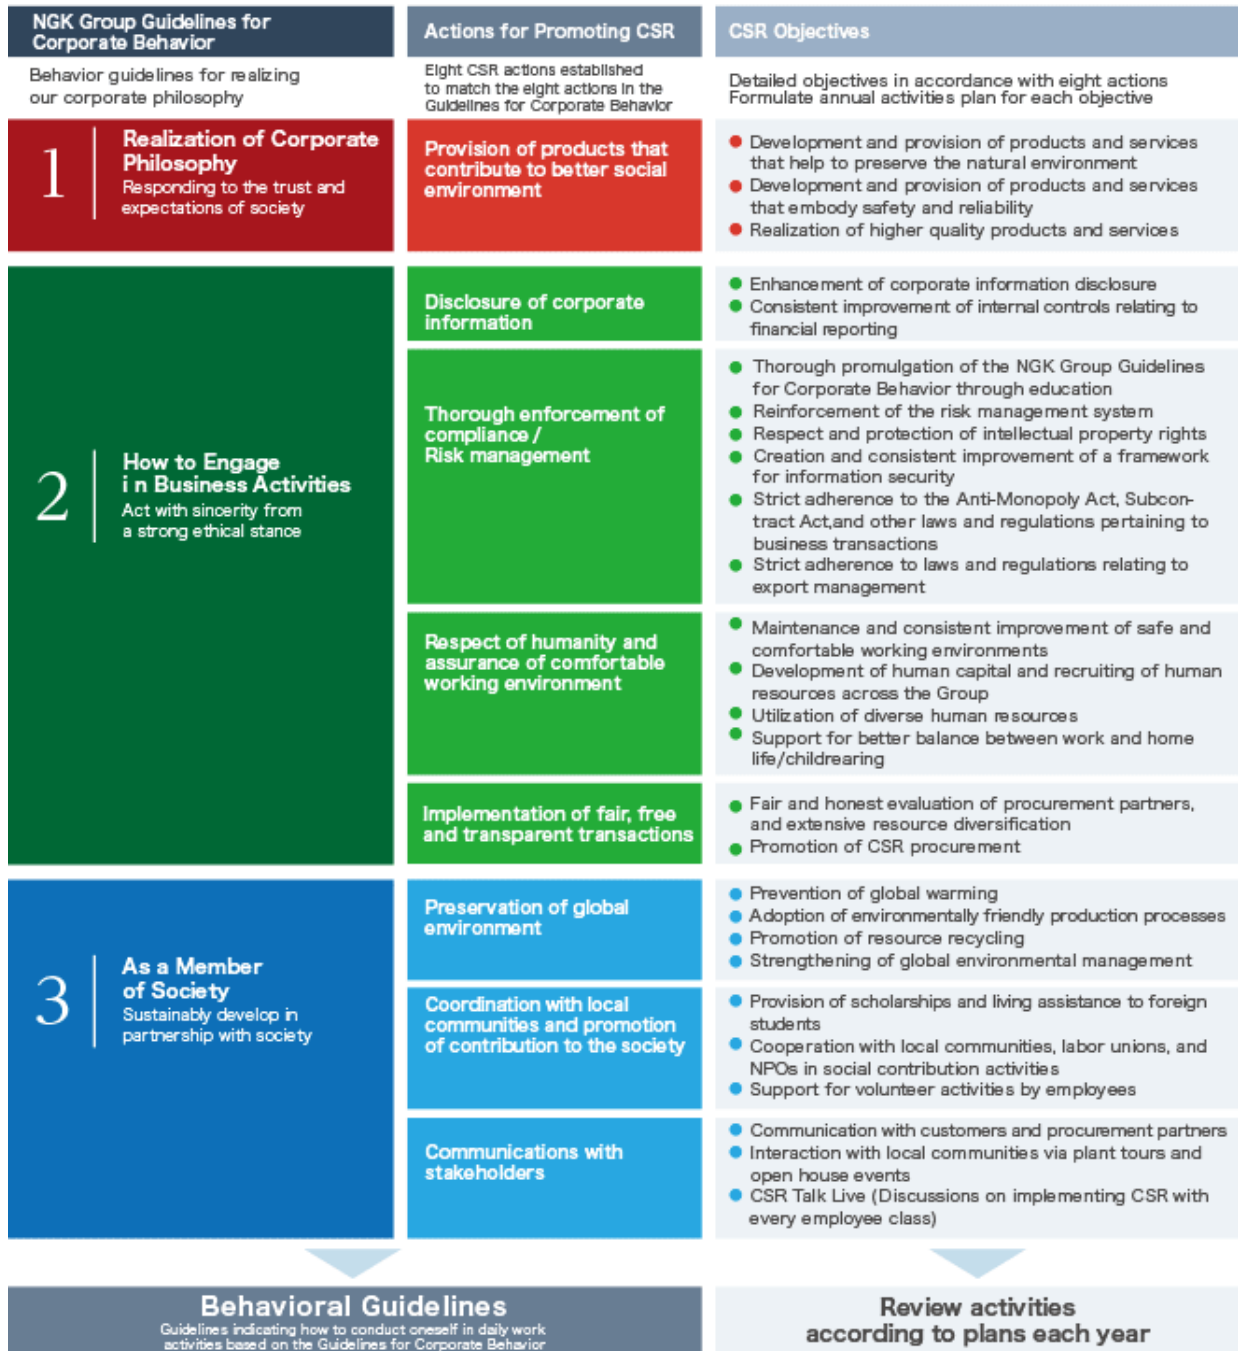 NGK Group Guidelines for
Corporate Behavior
Actions for Promoting CSR
CSR Objectives
Behavior guidelines for realizing
our corporate philosophy
Eight CSR actions established
to match the eight actions in the
Guidelines for Corporate Behavior
Detailed objectives in accordance with eight actions
Formulate annual activities plan for each objective
1
Realization of Corporate
Philosophy
Responding to the trust and
expectations of society
Provision of products that
contribute to better social
environment
Development and provision of products and services
that help to preserve the natural environment
Development and provision of products and services
that embody safety and reliability
Realization of higher quality products and services
2
How to Engage
i n Business Activities
Act with sincerity from
a strong ethical stance
Disclosure of corporate
information
Enhancement of corporate information disclosure
Consistent improvement of internal controls relating to
financial reporting
Thorough enforcement of
compliance /
Risk management
Thorough promulgation of the NGK Group Guidelines
for Corporate Behavior through education
Reinforcement of the risk management system
Respect and protection of intellectual property rights
Creation and consistent improvement of a framework
for information security
Strict adherence to the Anti-Monopoly Act, Subcon-
tract Act,and other laws and regulations pertaining to
business transactions
Strict adherence to laws and regulations relating to
export management
Respect of humanity and
assurance of comfortable
working environment
Maintenance and consistent improvement of safe and
comfortable working environments
Development of human capital and recruiting of human
resources across the Group
Utilization of diverse human resources
Support for better balance between work and home
life/childrearing
Implementation of fair, free
and transparent transactions
Fair and honest evaluation of procurement partners,
and extensive resource diversification
Promotion of CSR procurement
3
As a Member
of Society
Sustainably develop in
partnership with society
Preservation of global
environment
Prevention of global warming
Adoption of environmentally friendly production processes
Promotion of resource recycling
Strengthening of global environmental management
Coordination with local
communities and promotion
of contribution to the society
Provision of scholarships and living assistance to foreign
students
Cooperation with local communities, labor unions, and
NPOs in social contribution activities
Support for volunteer activities by employees
Communications with
stakeholders
Communication with customers and procurement partners
Interaction with local communities via plant tours and
open house events
CSR Talk Live (Discussions on implementing CSR with
every employee class)
Behavioral Guidelines
Guidelines indicating how to conduct oneself in daily work
activities based on the Guidelines for Corporate Behavior
Review activities
according to plans each year